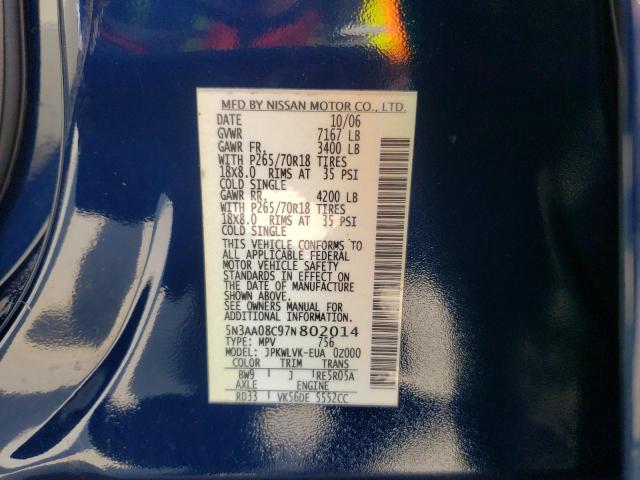 MFD BY NISSAN MOTOR CO., LTD.
DATE 10/06
GVWR 7167 LB
GAWR FR. 3400 LB
WITH P265/70R18 TIRES
18X8.0 RIMS AT 35 PSI
COLD SINGLE
GAWR RR. 4200 LB
WITH P265/70R18 TIRES
18X8.0 RIMS AT 35 PSI
COLD SINGLE
THIS VEHICLE CONFORMS TO
ALL APPLICABLE FEDERAL
MOTOR VEHICLE SAFETY
STANDARDS IN EFFECT ON
THE DATE OF MANUFACTURE
SHOWN ABOVE.
SEE OWNERS MANUAL FOR
ADDITIONAL INFORMATION.
5N3AA08C97N802014
TYPE: MPV 756
MODEL: JPKWLVK-EUA 0Z000
COLOR TRIM TRANS
BW9 J RE5R05A
AXLE ENGINE
RD33 VK56DE 5552CC